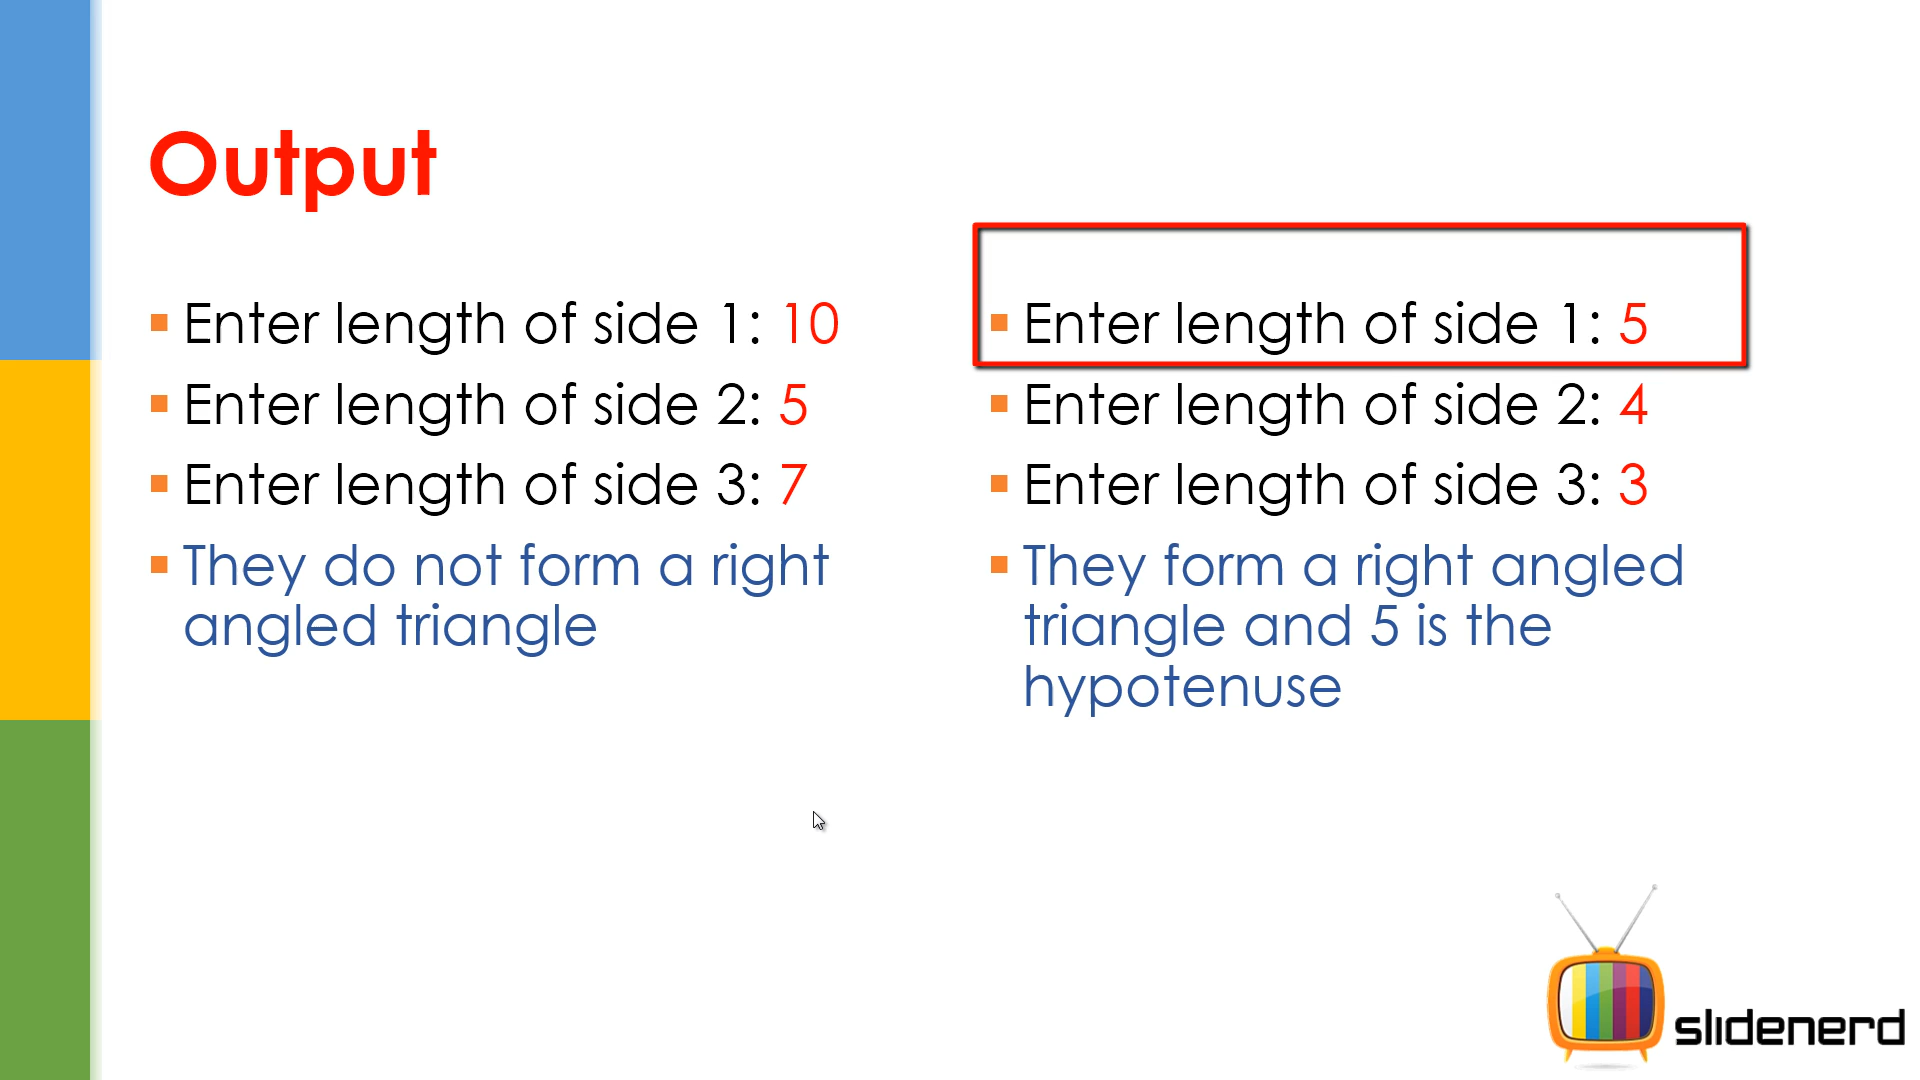 Output
Enter length of side 1: 10
Enter length of side 2: 5
Enter length of side 3: 7
They do not form a right
angled triangle
Enter length of side 1: 5
Enter length of side 2: 4
Enter length of side 3: 3
They form a right angled
triangle and 5 is the
hypotenuse
slidenerd